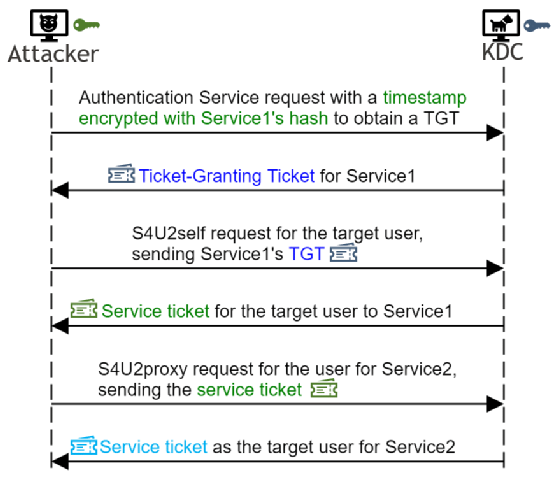 Attacker
KDC
Authentication Service request with a timestamp
encrypted with Service1's hash to obtain a TGT
Ticket-Granting Ticket for Service1
S4U2self request for the target user,
sending Service1's TGT
Service ticket for the target user to Service1
S4U2proxy request for the user for Service2,
sending the service ticket
Service ticket as the target user for Service2